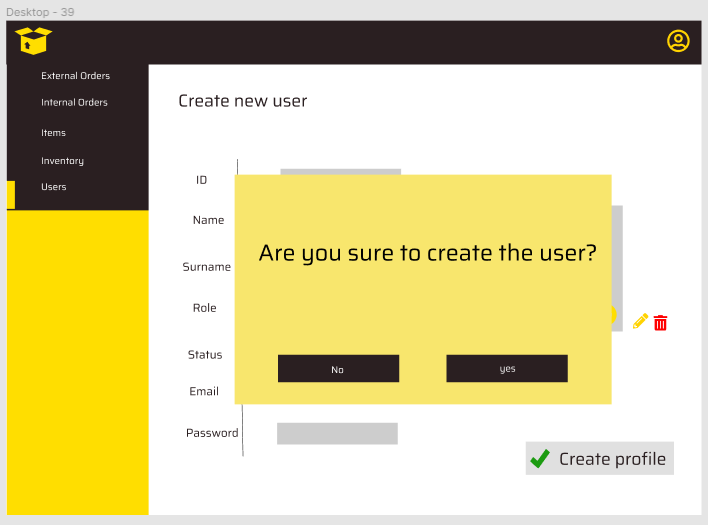 Desktop - 39
External Orders
Internal Orders
Items
Inventory
Users
Create new user
ID
Name
Surname
Role
Status
Email
Password
Are you sure to create the user?
No
yes
Create profile